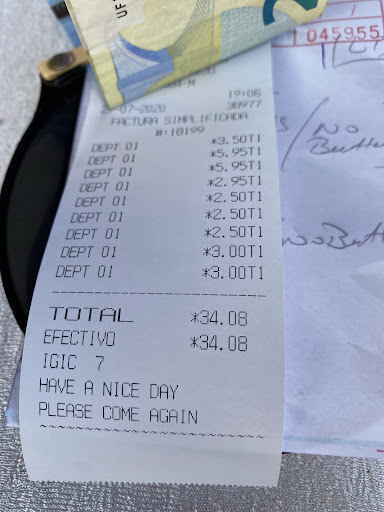 045955
19:06
-07-2020 38977
FACTURA SIMPLIFICADA
#:18199
DEPT 01 *3.50T1
DEPT 01 *5.95T1
DEPT 01 *5.95T1
DEPT 01 *2.95T1
DEPT 01 *2.50T1
DEPT 01 *2.50T1
DEPT 01 *2.50T1
DEPT 01 *3.00T1
DEPT 01 *3.00T1
TOTAL *34.08
EFECTIVO *34.08
IGIC 7
HAVE A NICE DAY
PLEASE COME AGAIN
No